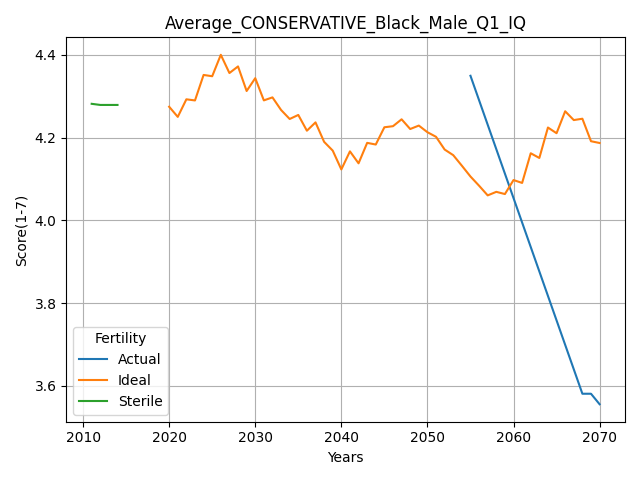 Average_CONSERVATIVE_Black_Male_Q1_IQ
Score(1-7)
4.4
4.2
4.0
3.8
3.6
Fertility
Actual
Ideal
Sterile
2010 2020 2030 2040 2050 2060 2070
Years